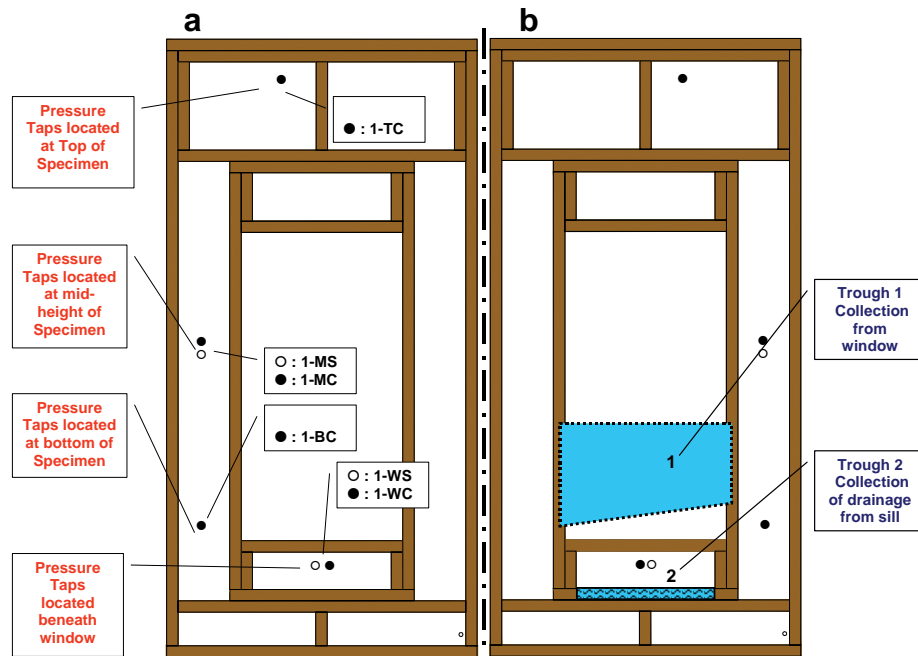 a
b
Pressure
Taps located
at Top of
Specimen
● : 1-TC
Pressure
Taps located
at mid-
height of
Specimen
○ : 1-MS
● : 1-MC
Pressure
Taps located
at bottom of
Specimen
● : 1-BC
○ : 1-WS
● : 1-WC
Pressure
Taps
located
beneath
window
Trough 1
Collection
from
window
1
Trough 2
Collection
of drainage
from sill
2